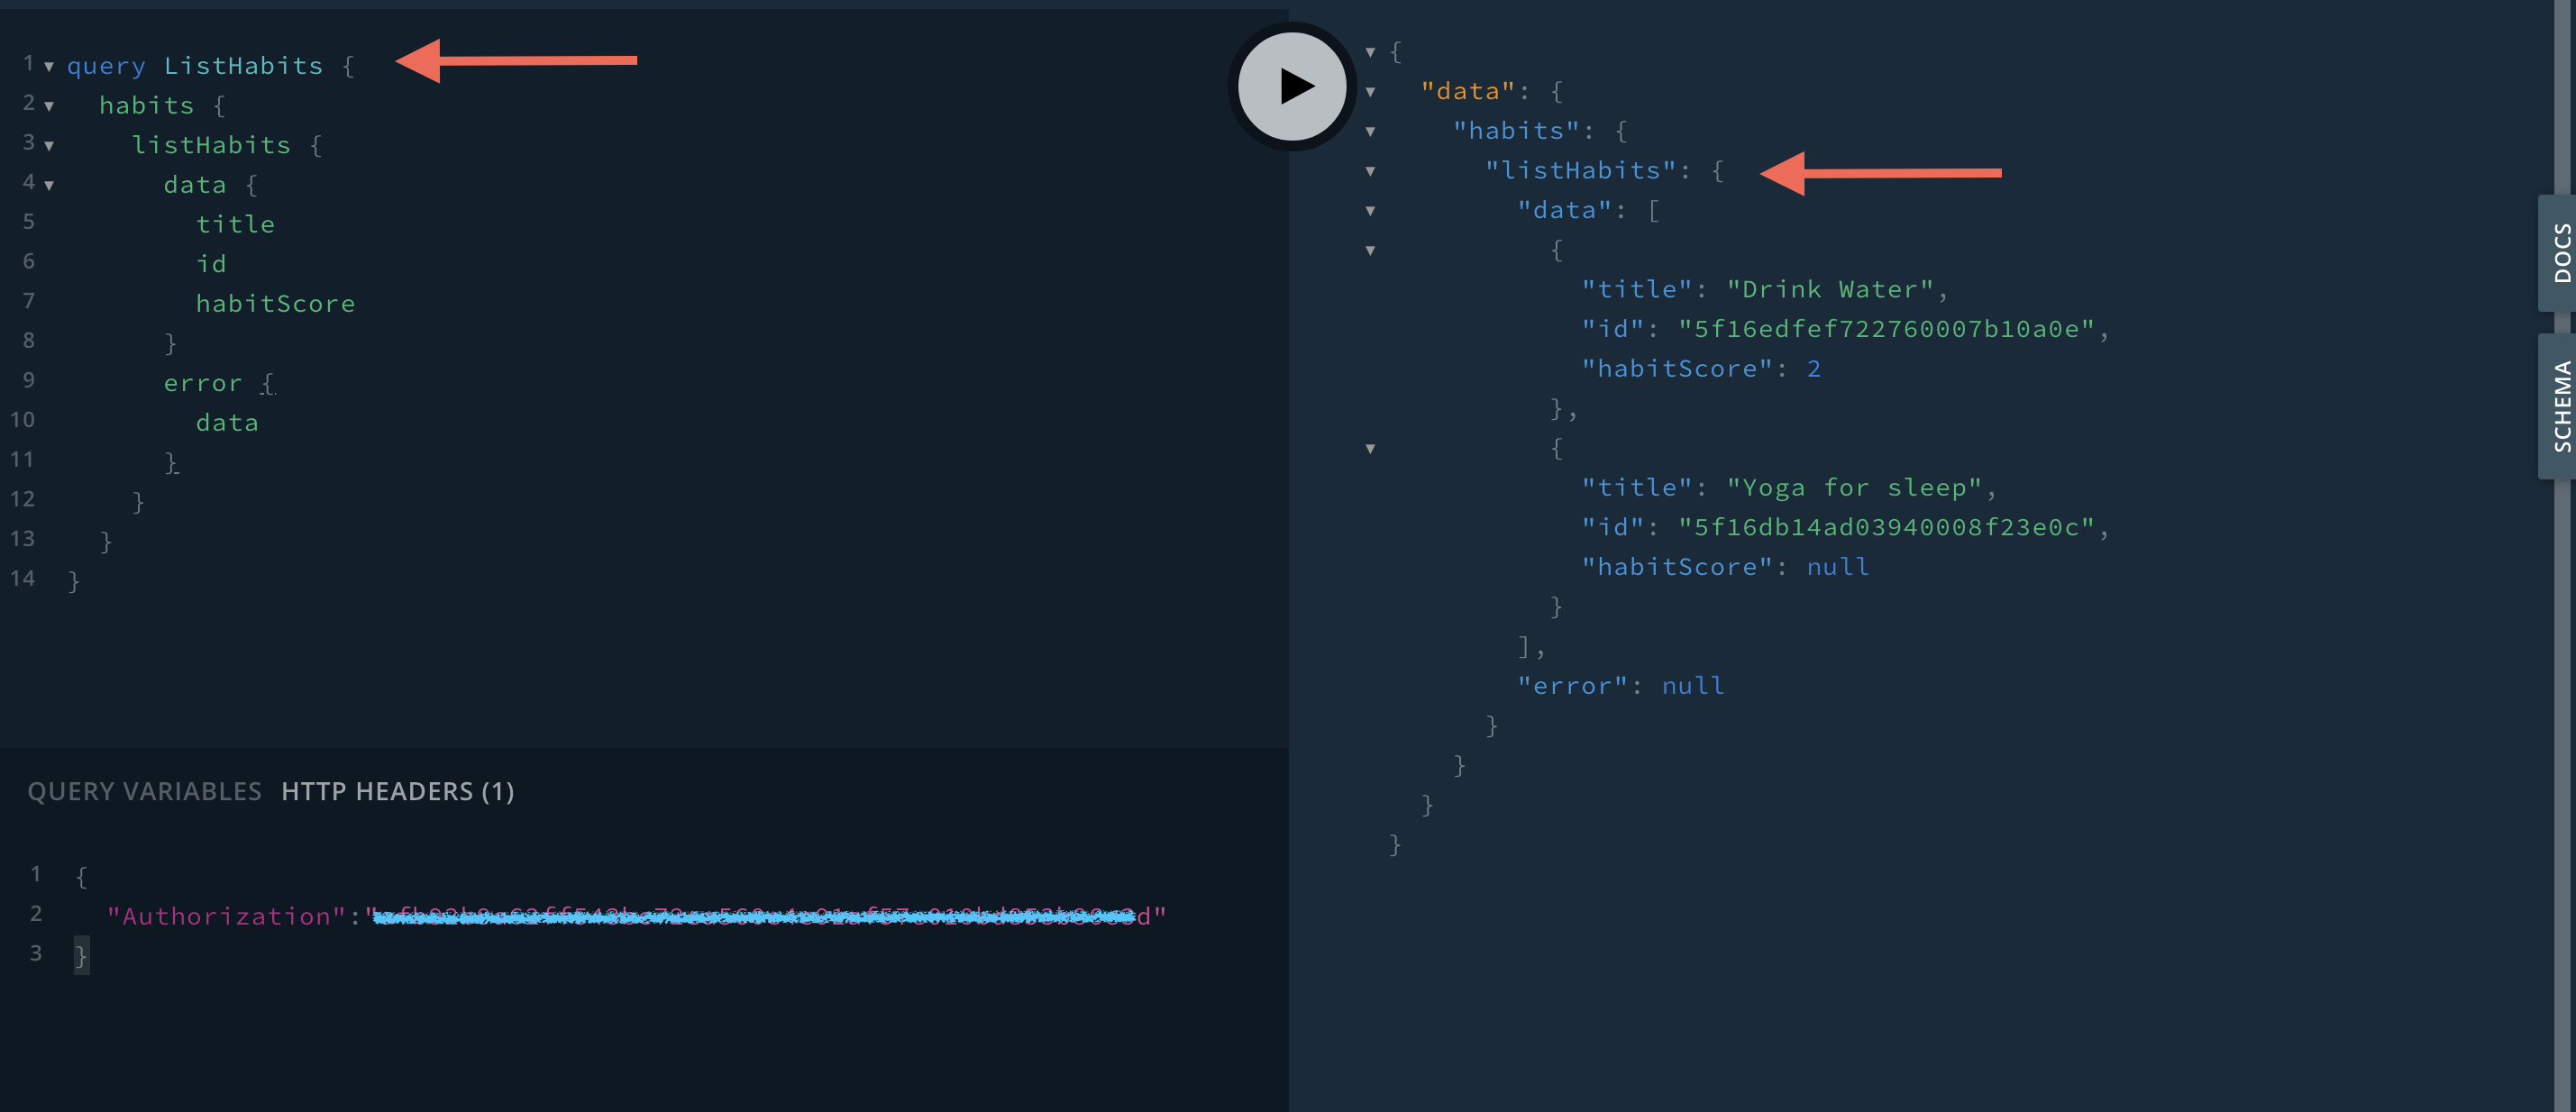 1 query ListHabits {
2 habits {
3 listHabits {
4 data {
5 title
6 id
7 habitScore
8 }
9 error {
10 data
11 }
12 }
13 }
14 }
QUERY VARIABLES HTTP HEADERS (1)
1 {
2 "Authorization":"
3 }
{
"data": {
"habits": {
"listHabits": {
"data": [
{
"title": "Drink Water",
"id": "5f16edfef722760007b10a0e",
"habitScore": 2
},
{
"title": "Yoga for sleep",
"id": "5f16db14ad03940008f23e0c",
"habitScore": null
}
],
"error": null
}
}
}
}
DOCS
SCHEMA